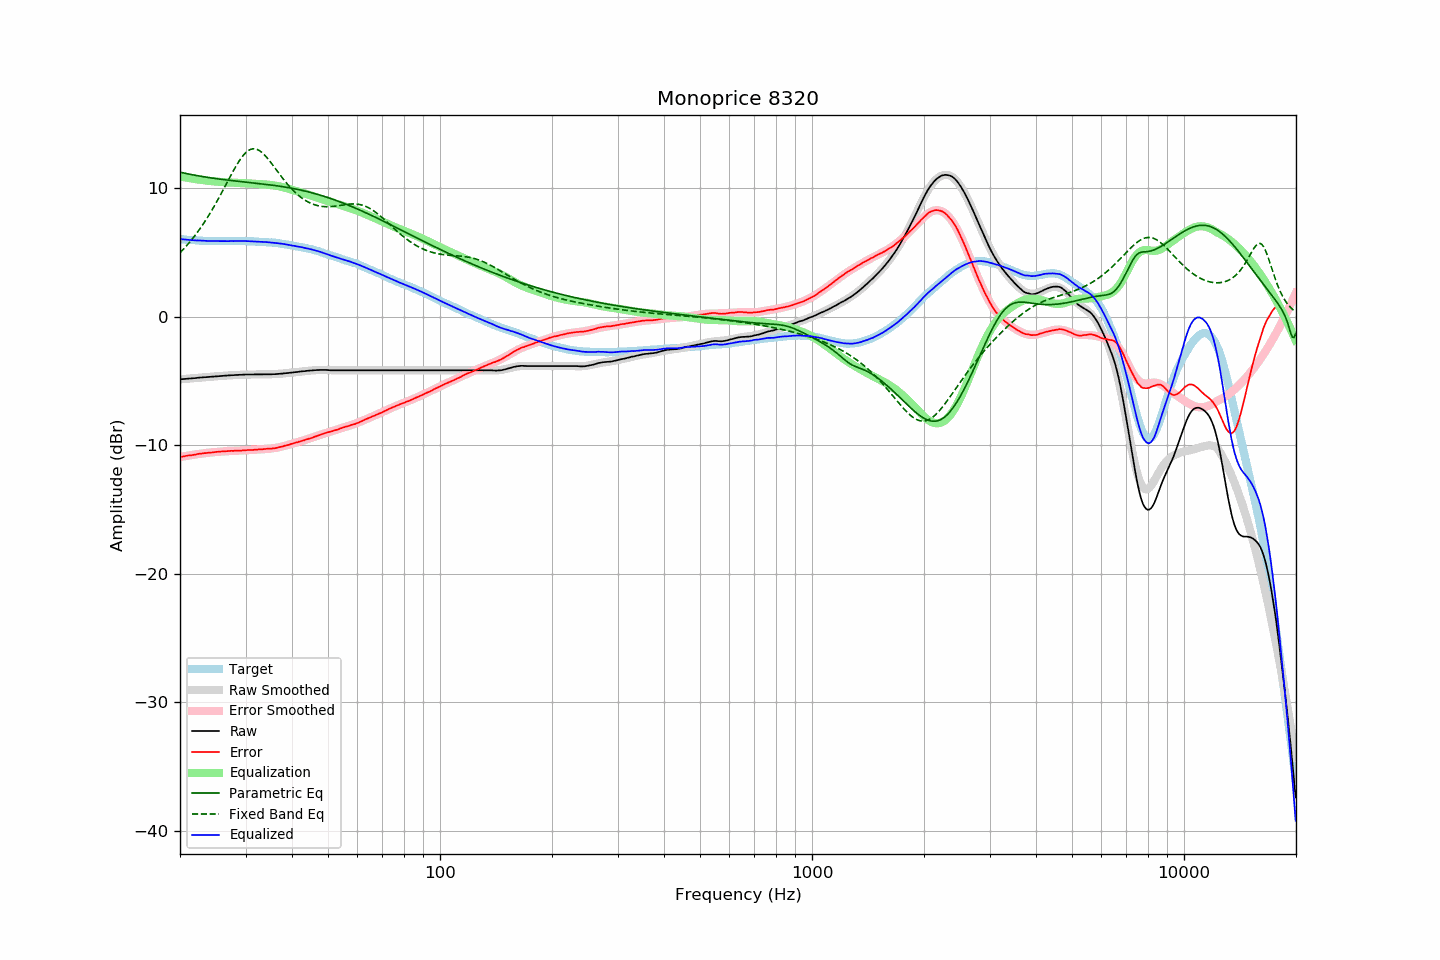 Monoprice 8320
Amplitude (dBr)
10
0
−10
−20
−30
−40
Target
Raw Smoothed
Error Smoothed
Raw
Error
Equalization
Parametric Eq
Fixed Band Eq
Equalized
100
1000
10000
Frequency (Hz)